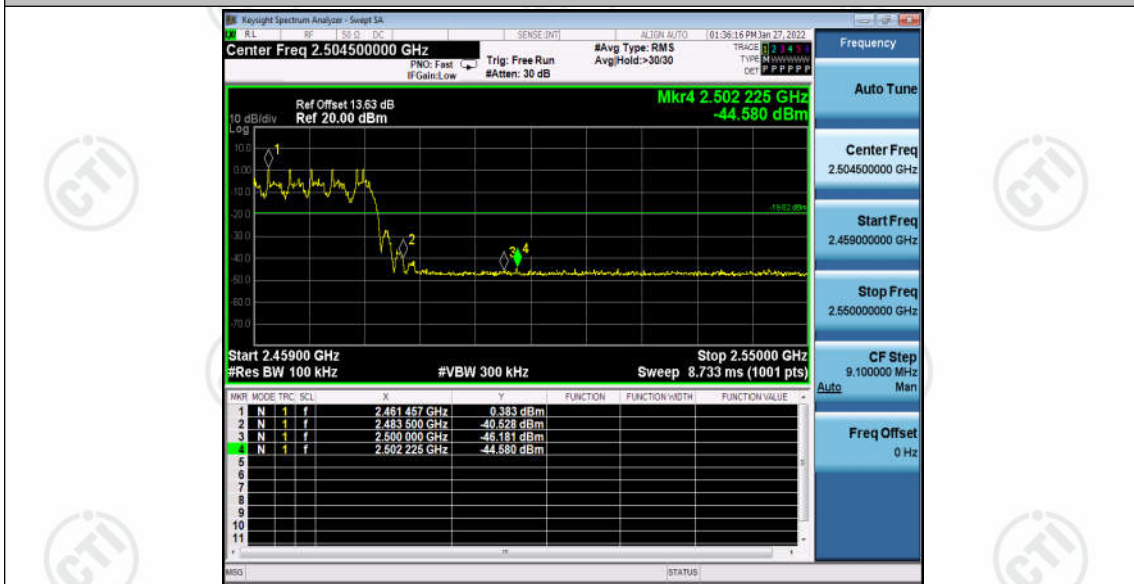 Keysight Spectrum Analyzer - Swept SA
RL RF 50 Ω DC SENSE:INT ALIGN AUTO 01:36:16 PM Jan 27, 2022
Center Freq 2.504500000 GHz #Avg Type: RMS TRACE 1 2 3 4 5 6 Frequency
PNO: Fast Trig: Free Run Avg|Hold:>30/30 TYPE M WWWWW
IFGain:Low #Atten: 30 dB DET P P P P P P
Auto Tune
Mkr4 2.502 225 GHz
Ref Offset 13.63 dB
10 dB/div Ref 20.00 dBm -44.580 dBm
Log
10.0
0.00
-10.0
-20.0
-30.0
-40.0
-50.0
-60.0
-70.0
1
2
3
4
Center Freq
2.504500000 GHz
Start Freq
2.459000000 GHz
Stop Freq
2.550000000 GHz
Start 2.45900 GHz Stop 2.55000 GHz
#Res BW 100 kHz #VBW 300 kHz Sweep 8.733 ms (1001 pts)
CF Step
9.100000 MHz
Auto Man
Freq Offset
0 Hz
MKR MODE TRC SCL X Y FUNCTION FUNCTION WIDTH FUNCTION VALUE
1 N 1 f 2.461 457 GHz 0.383 dBm
2 N 1 f 2.483 500 GHz -40.528 dBm
3 N 1 f 2.500 000 GHz -46.181 dBm
4 N 1 f 2.502 225 GHz -44.580 dBm
5
6
7
8
9
10
11
MSG STATUS
CTI
CTI
CTI
CTI